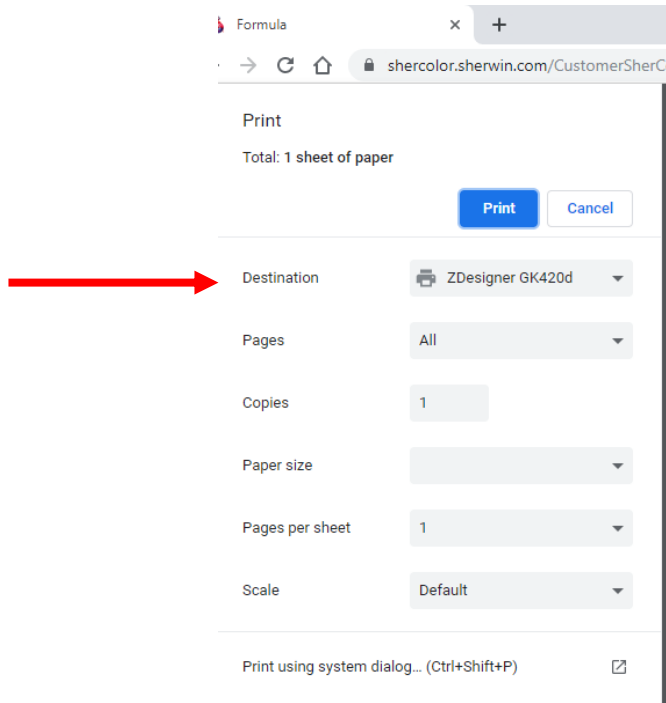 Formula
shercolor.sherwin.com/CustomerSherC
Print
Total: 1 sheet of paper
Print Cancel
Destination ZDesigner GK420d
Pages All
Copies 1
Paper size
Pages per sheet 1
Scale Default
Print using system dialog... (Ctrl+Shift+P)